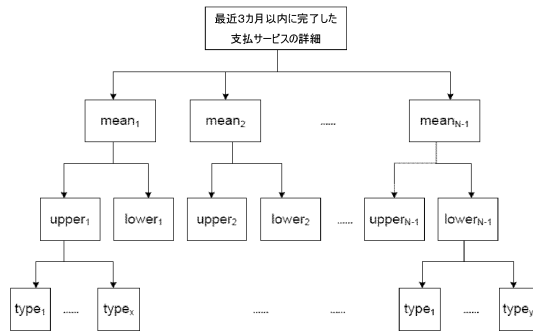 最近3カ月以内に完了した
支払サービスの詳細
mean₁ mean₂ ...... meanN-1
upper₁ lower₁ upper₂ lower₂ ...... upperN-1 lowerN-1
type₁ ...... typeₓ ...... ...... type₁ ...... typey